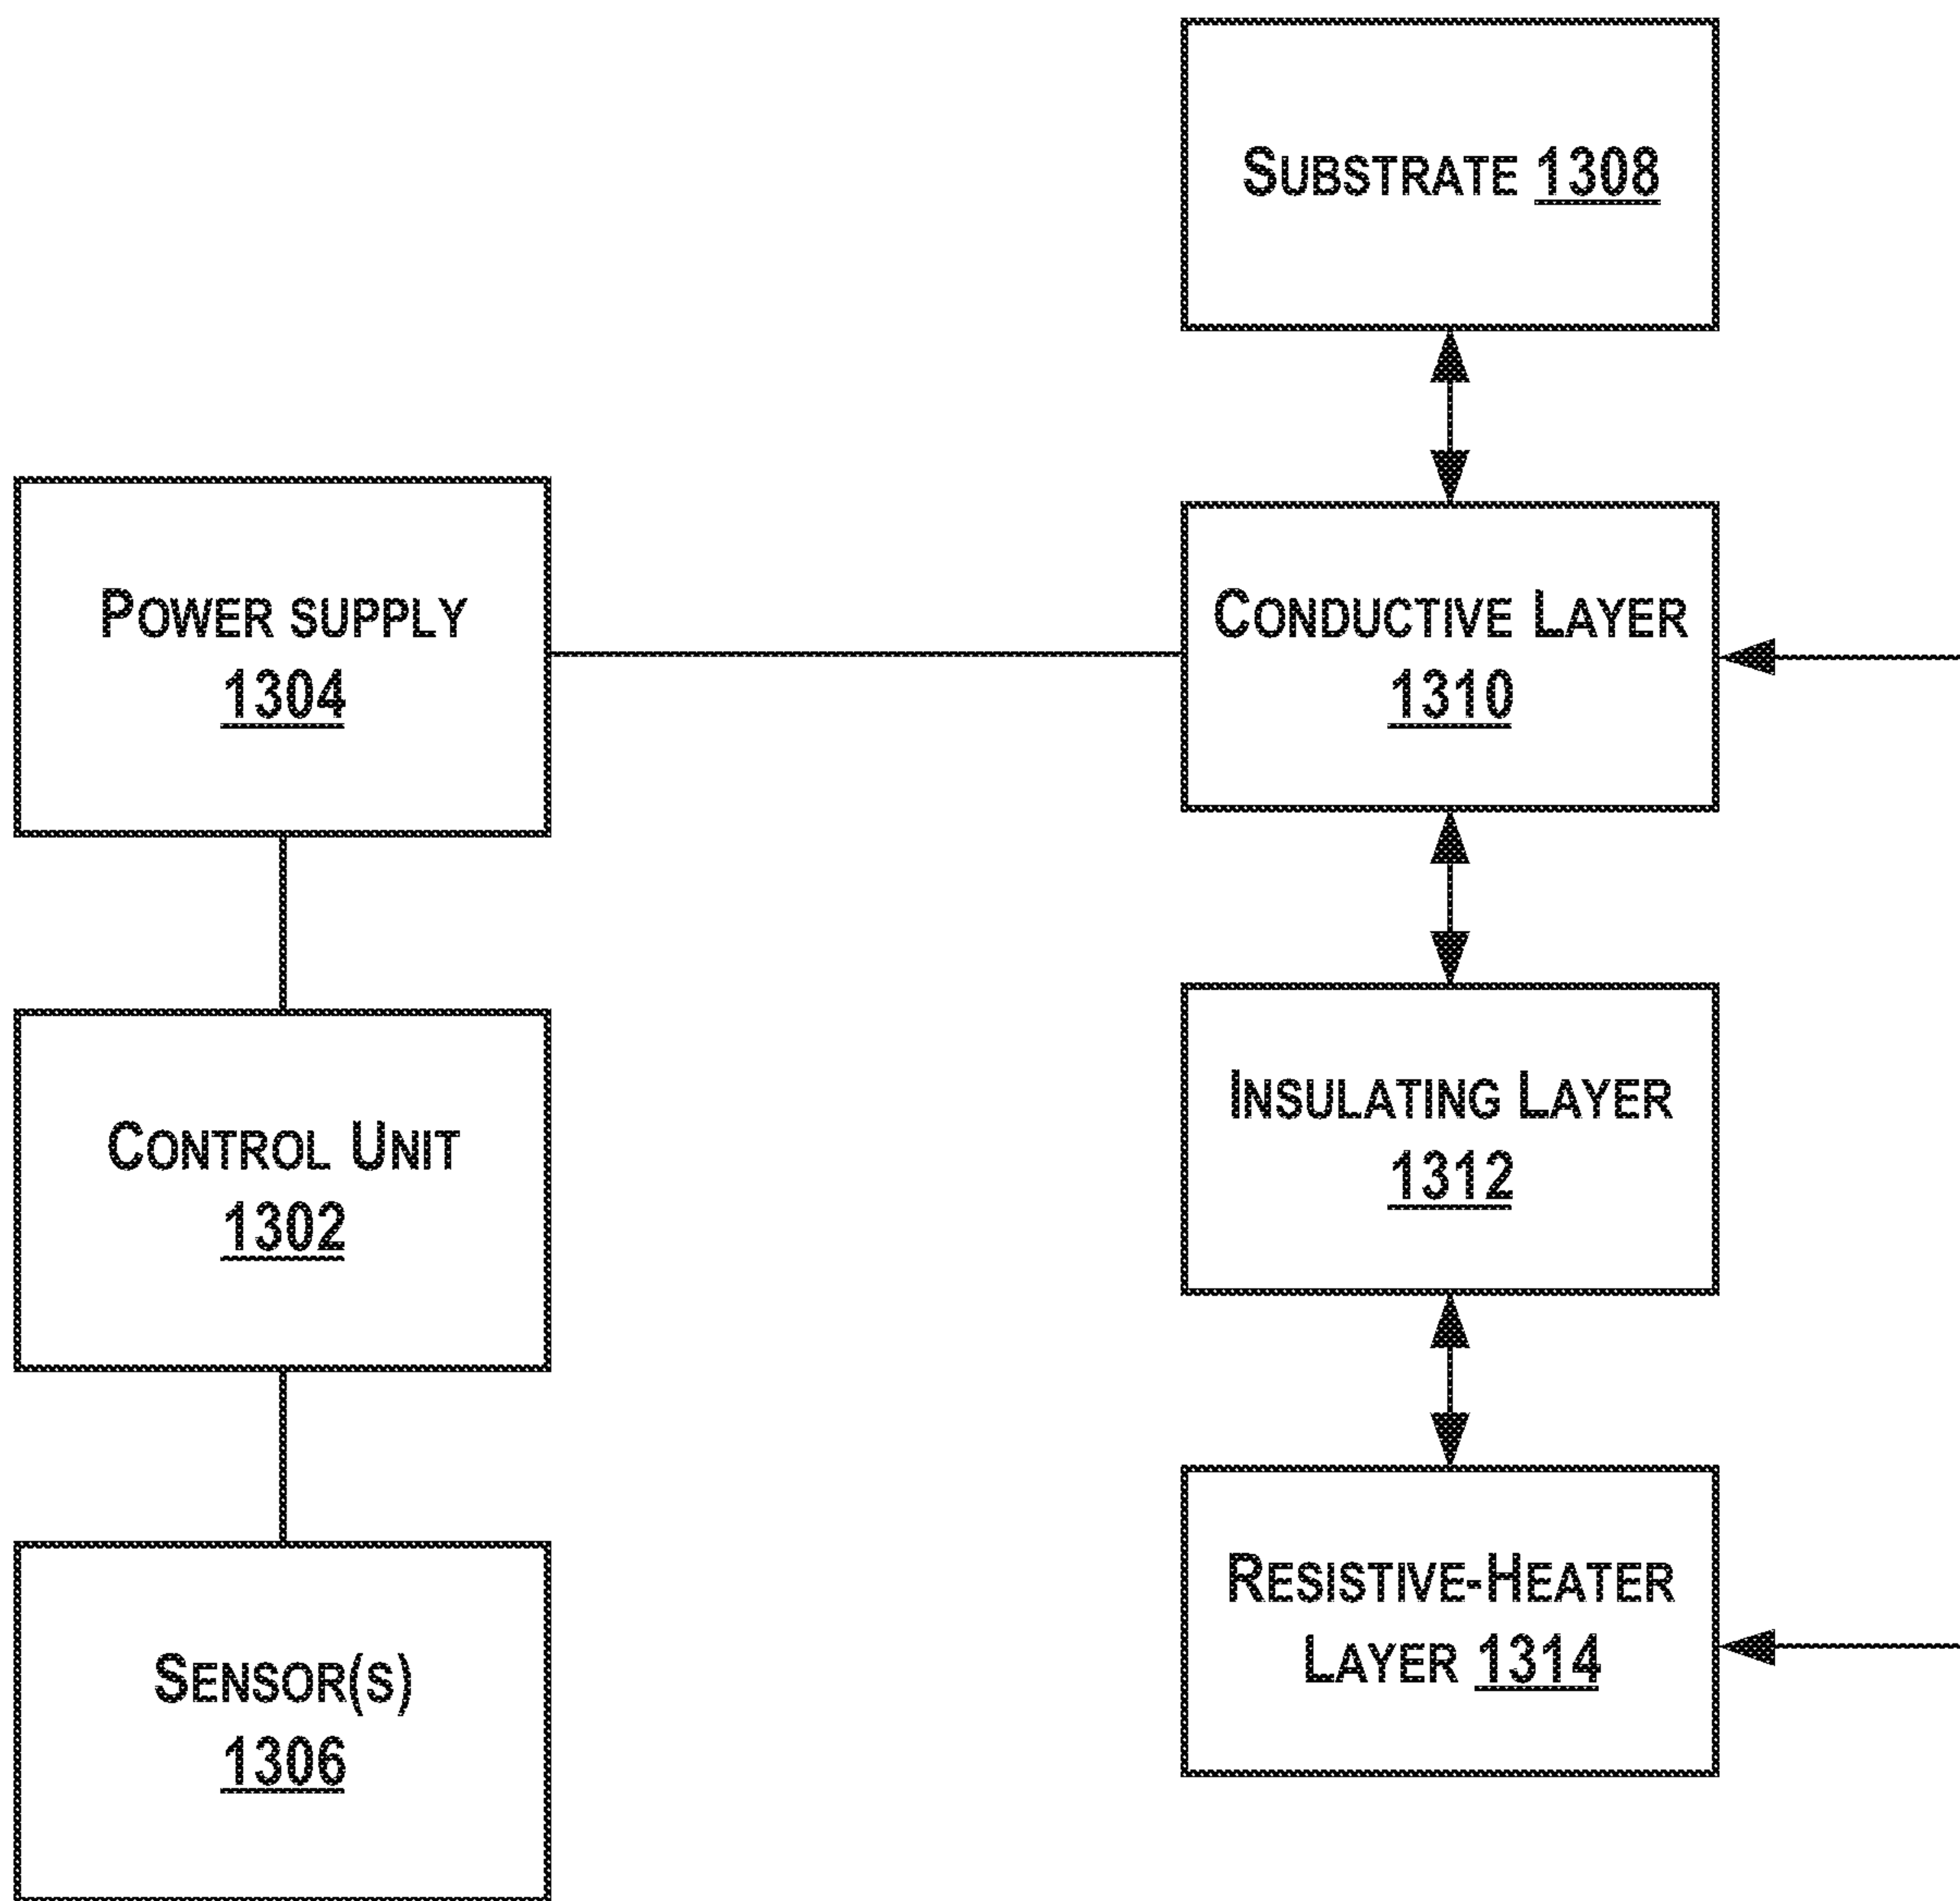 SUBSTRATE 1308
POWER SUPPLY
1304
CONDUCTIVE LAYER
1310
CONTROL UNIT
1302
INSULATING LAYER
1312
SENSOR(S)
1306
RESISTIVE-HEATER
LAYER 1314